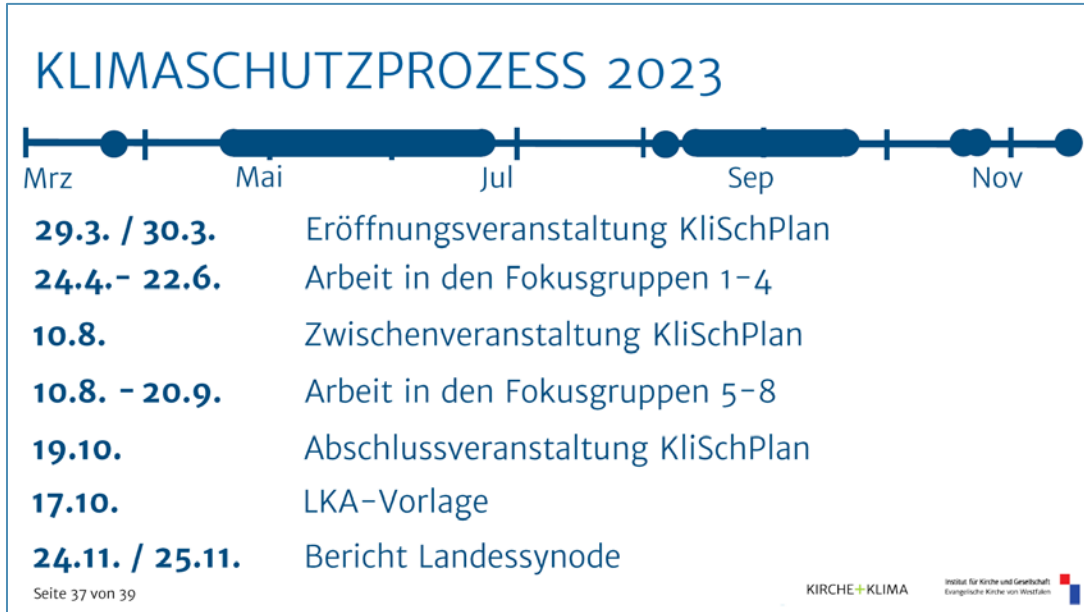 KLIMASCHUTZPROZESS 2023
Mrz Mai Jul Sep Nov
29.3. / 30.3. Eröffnungsveranstaltung KliSchPlan
24.4.- 22.6. Arbeit in den Fokusgruppen 1-4
10.8. Zwischenveranstaltung KliSchPlan
10.8. - 20.9. Arbeit in den Fokusgruppen 5-8
19.10. Abschlussveranstaltung KliSchPlan
17.10. LKA-Vorlage
24.11. / 25.11. Bericht Landessynode
Seite 37 von 39
KIRCHE+KLIMA
Institut für Kirche und Gesellschaft
Evangelische Kirche von Westfalen